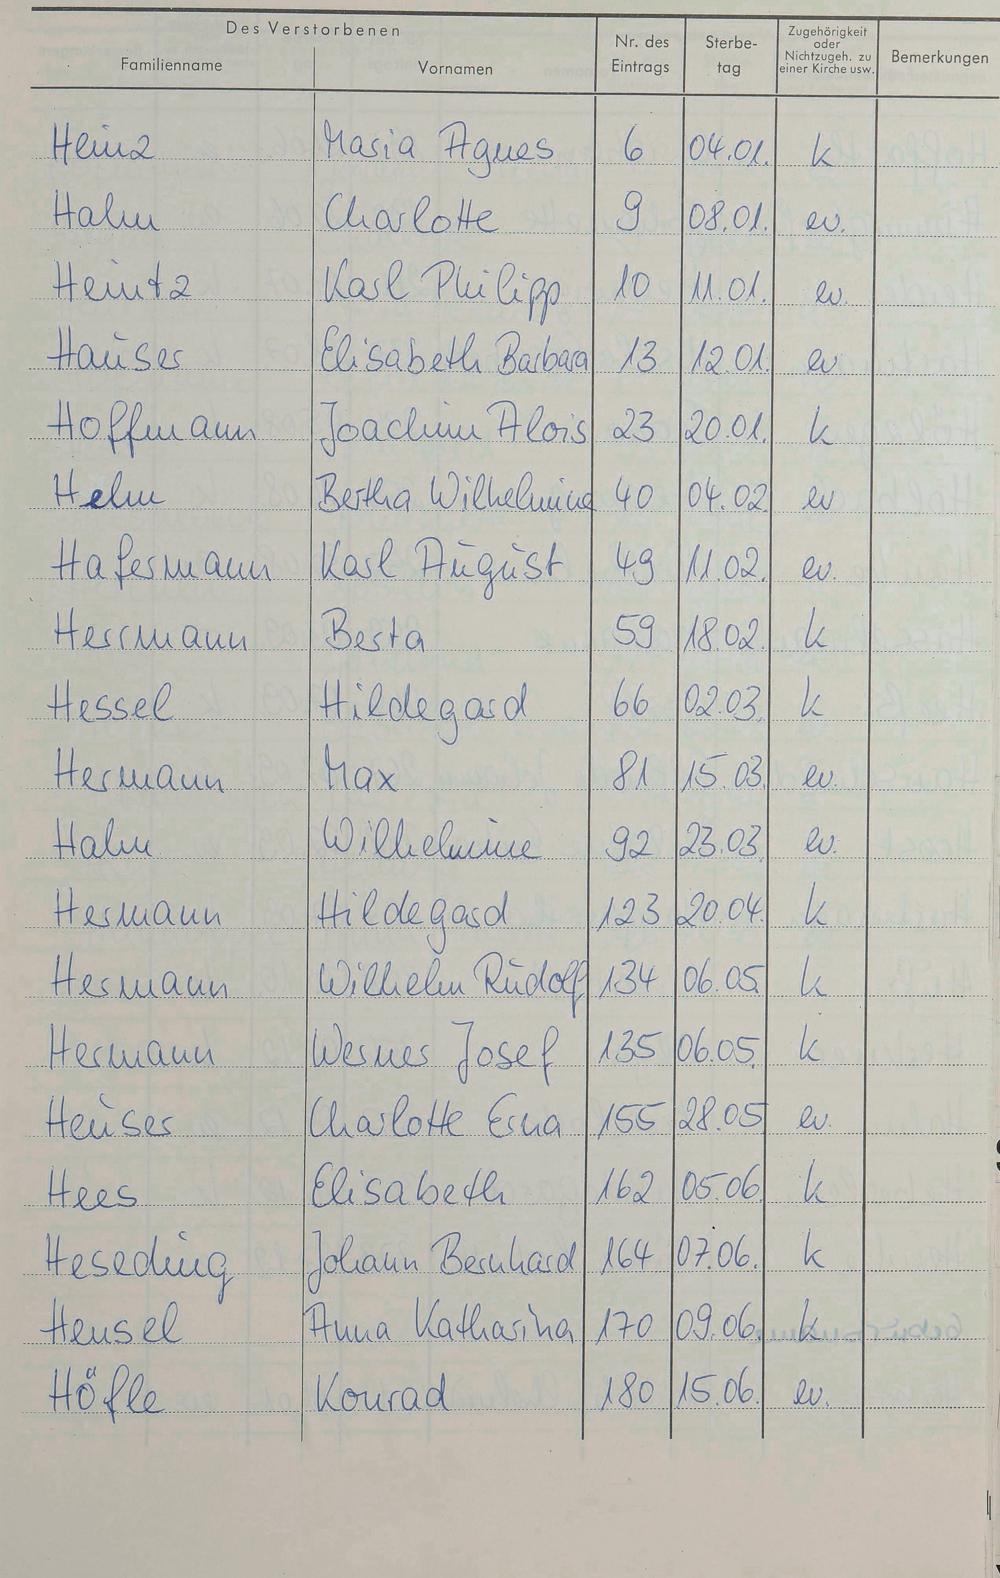 Des Verstorbenen
Familienname Vornamen Nr. des Eintrags Sterbe-tag Zugehörigkeit oder Nichtzugeh. zu einer Kirche usw. Bemerkungen
Heinz Maria Agnes 6 04.01. k
Hahn Charlotte 9 08.01. ev.
Heintz Karl Philipp 10 11.01. ev.
Hauser Elisabeth Barbara 13 12.01. ev.
Hoffmann Joachim Alois 23 20.01. k
Helm Bertha Wilhelmine 40 04.02. ev
Hafermann Karl August 49 11.02. ev.
Herrmann Berta 59 18.02. k
Hessel Hildegard 66 02.03. k
Hermann Max 81 15.03. ev.
Hahn Wilhelmine 92 23.03. ev.
Hermann Hildegard 123 20.04. k
Hermann Wilhelm Rudolf 134 06.05. k
Hermann Werner Josef 135 06.05. k
Heuser Charlotte Erna 155 28.05 ev.
Hees Elisabeth 162 05.06. k
Heseding Johann Bernhard 164 07.06. k
Hensel Anna Katharina 170 09.06. k
Höfle Konrad 180 15.06. ev.